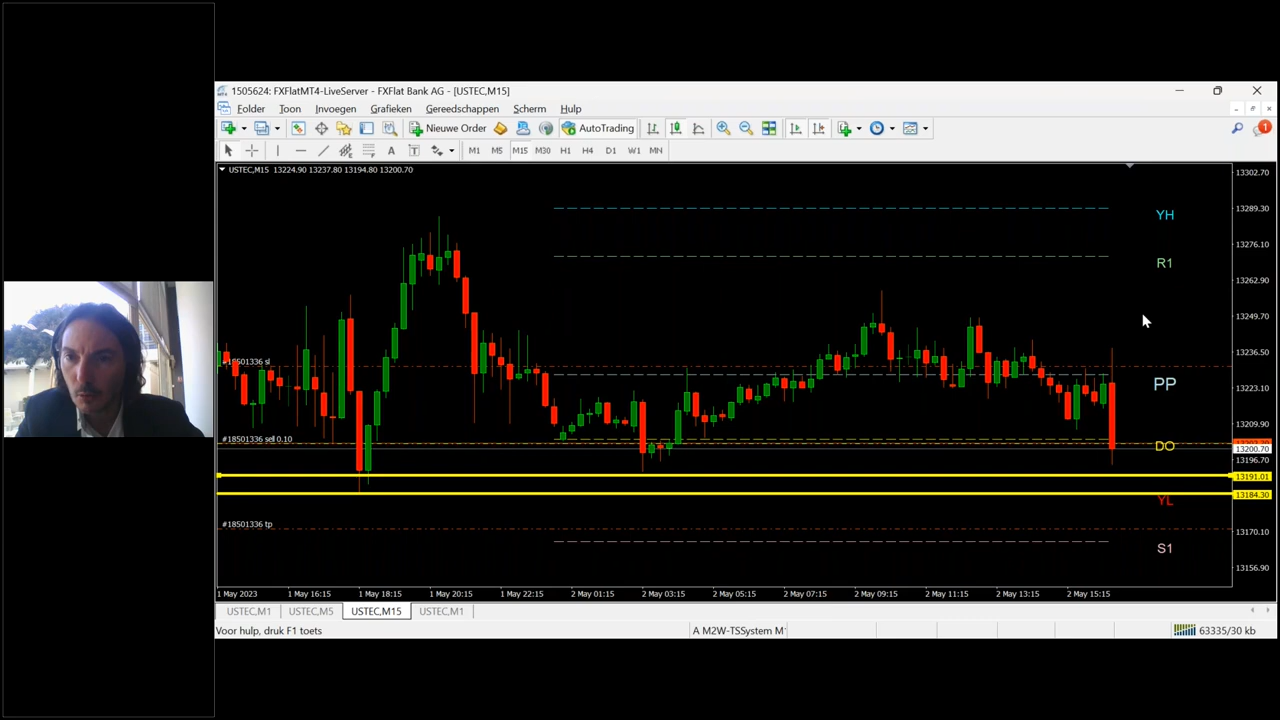 1505624: FXFlatMT4-LiveServer - FXFlat Bank AG - [USTEC,M15]
Folder Toon Invoegen Grafieken Gereedschappen Scherm Hulp
Nieuwe Order AutoTrading 1
A T M1 M5 M15 M30 H1 H4 D1 W1 MN
USTEC,M15 13224.90 13237.80 13194.80 13200.70
13302.70
YH 13289.30
13276.10
R1
13262.90
13249.70
#18501336 sl 13236.50
PP 13223.10
13209.90
#18501336 sell 0.10 DO
13200.70
13196.70
13191.01
13184.30
YL
#18501336 tp
13170.10
S1
13156.90
1 May 2023 1 May 16:15 1 May 18:15 1 May 20:15 1 May 22:15 2 May 01:15 2 May 03:15 2 May 05:15 2 May 07:15 2 May 09:15 2 May 11:15 2 May 13:15 2 May 15:15
USTEC,M1 USTEC,M5 USTEC,M15 USTEC,M1
Voor hulp, druk F1 toets A M2W-TSSystem M 63335/30 kb